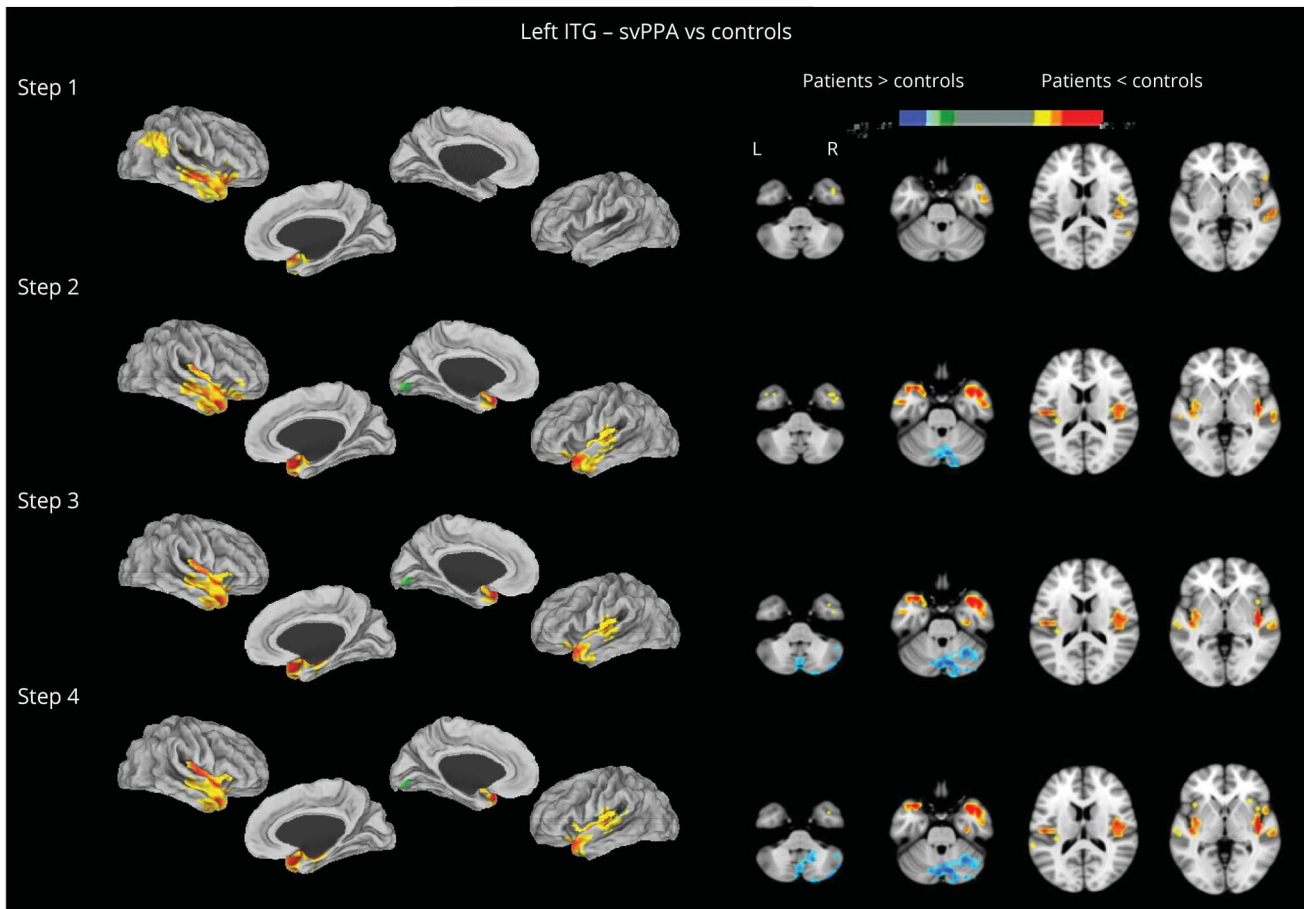 Left ITG – svPPA vs controls
Step 1
Patients > controls
Patients < controls
L
R
Step 2
Step 3
Step 4